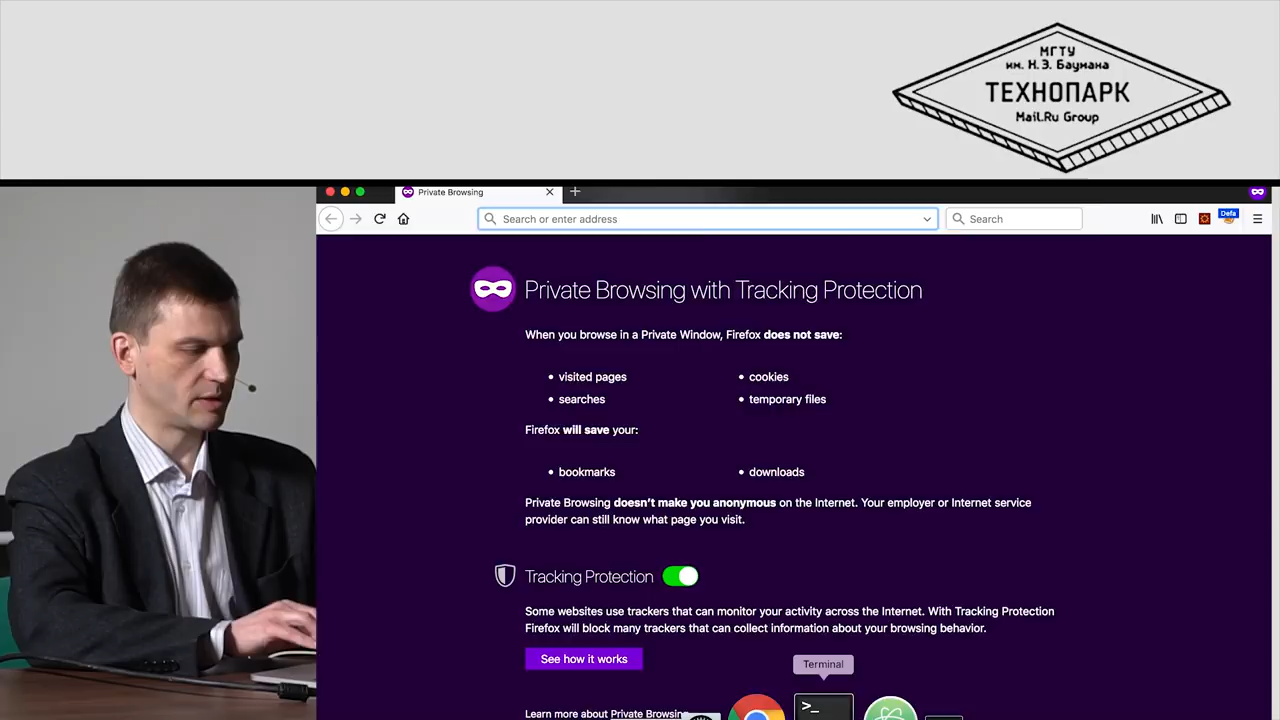 МГТУ
им. Н.Э. Баумана
ТЕХНОПАРК
Mail.Ru Group
Private Browsing
Search or enter address
Search
Defa
Private Browsing with Tracking Protection
When you browse in a Private Window, Firefox does not save:
• visited pages
• cookies
• searches
• temporary files
Firefox will save your:
• bookmarks
• downloads
Private Browsing doesn’t make you anonymous on the Internet. Your employer or Internet service
provider can still know what page you visit.
Tracking Protection
Some websites use trackers that can monitor your activity across the Internet. With Tracking Protection
Firefox will block many trackers that can collect information about your browsing behavior.
See how it works
Terminal
>_
Learn more about Private Browsing